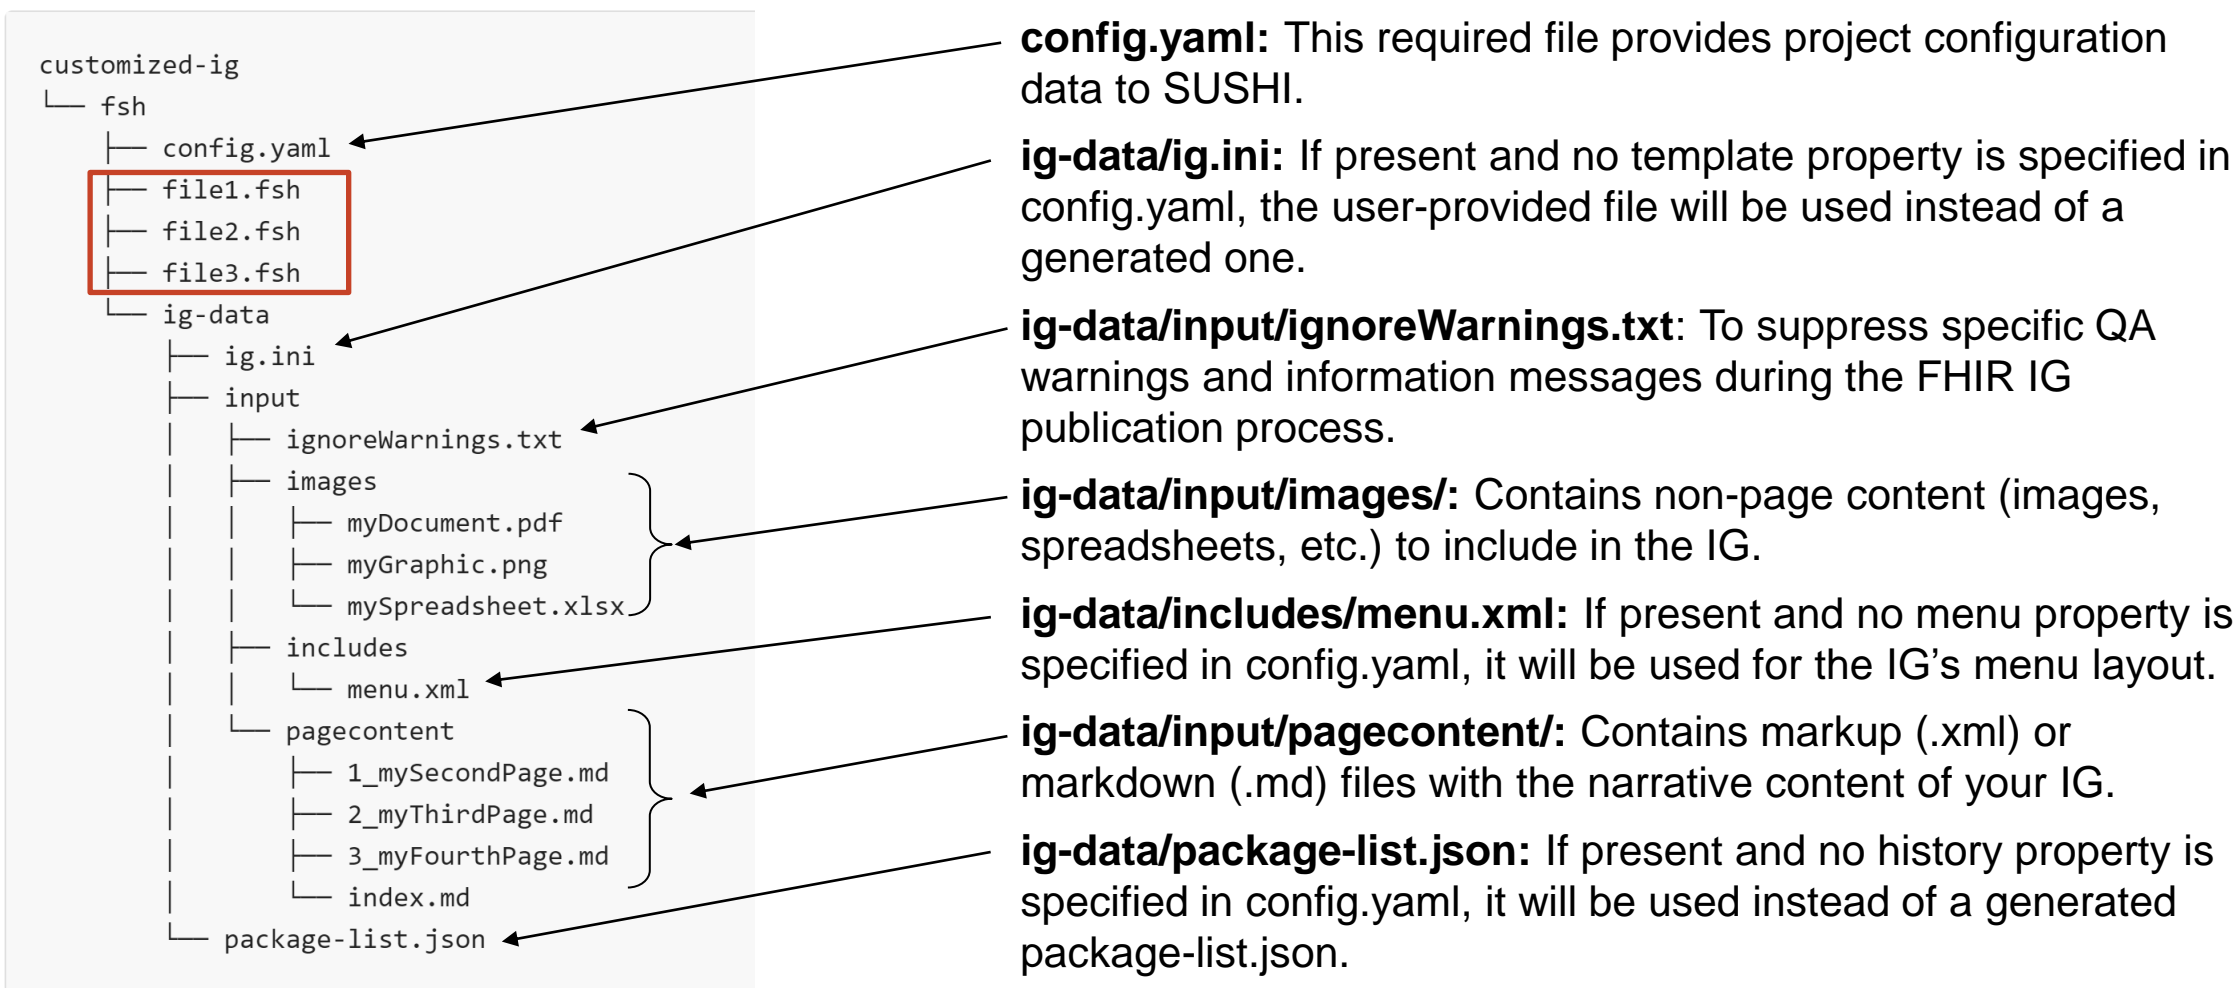 customized-ig
└── fsh
├── config.yaml
├── file1.fsh
├── file2.fsh
├── file3.fsh
└── ig-data
├── ig.ini
├── input
│ ├── ignoreWarnings.txt
│ ├── images
│ │ ├── myDocument.pdf
│ │ ├── myGraphic.png
│ │ └── mySpreadsheet.xlsx
│ ├── includes
│ │ └── menu.xml
│ └── pagecontent
│ ├── 1_mySecondPage.md
│ ├── 2_myThirdPage.md
│ ├── 3_myFourthPage.md
│ └── index.md
└── package-list.json
config.yaml: This required file provides project configuration
data to SUSHI.
ig-data/ig.ini: If present and no template property is specified in
config.yaml, the user-provided file will be used instead of a
generated one.
ig-data/input/ignoreWarnings.txt: To suppress specific QA
warnings and information messages during the FHIR IG
publication process.
ig-data/input/images/: Contains non-page content (images,
spreadsheets, etc.) to include in the IG.
ig-data/includes/menu.xml: If present and no menu property is
specified in config.yaml, it will be used for the IG’s menu layout.
ig-data/input/pagecontent/: Contains markup (.xml) or
markdown (.md) files with the narrative content of your IG.
ig-data/package-list.json: If present and no history property is
specified in config.yaml, it will be used instead of a generated
package-list.json.